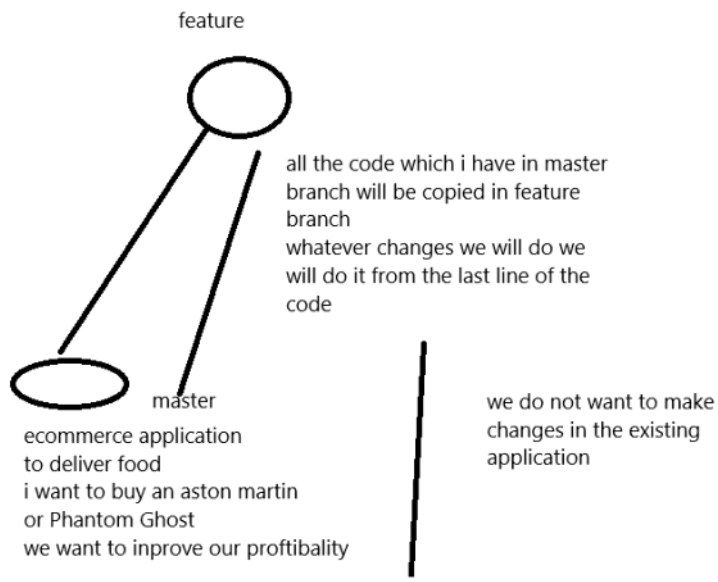 feature
all the code which i have in master
branch will be copied in feature
branch
whatever changes we will do we
will do it from the last line of the
code
master
ecommerce application
to deliver food
i want to buy an aston martin
or Phantom Ghost
we want to inprove our proftibality
we do not want to make
changes in the existing
application